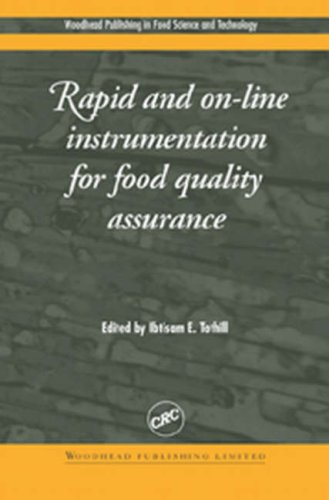 Woodhead Publishing in Food Science and Technology
Rapid and on-line
instrumentation
for food quality
assurance
Edited by Ibtisam E. Tothill
CRC
WOODHEAD PUBLISHING LIMITED